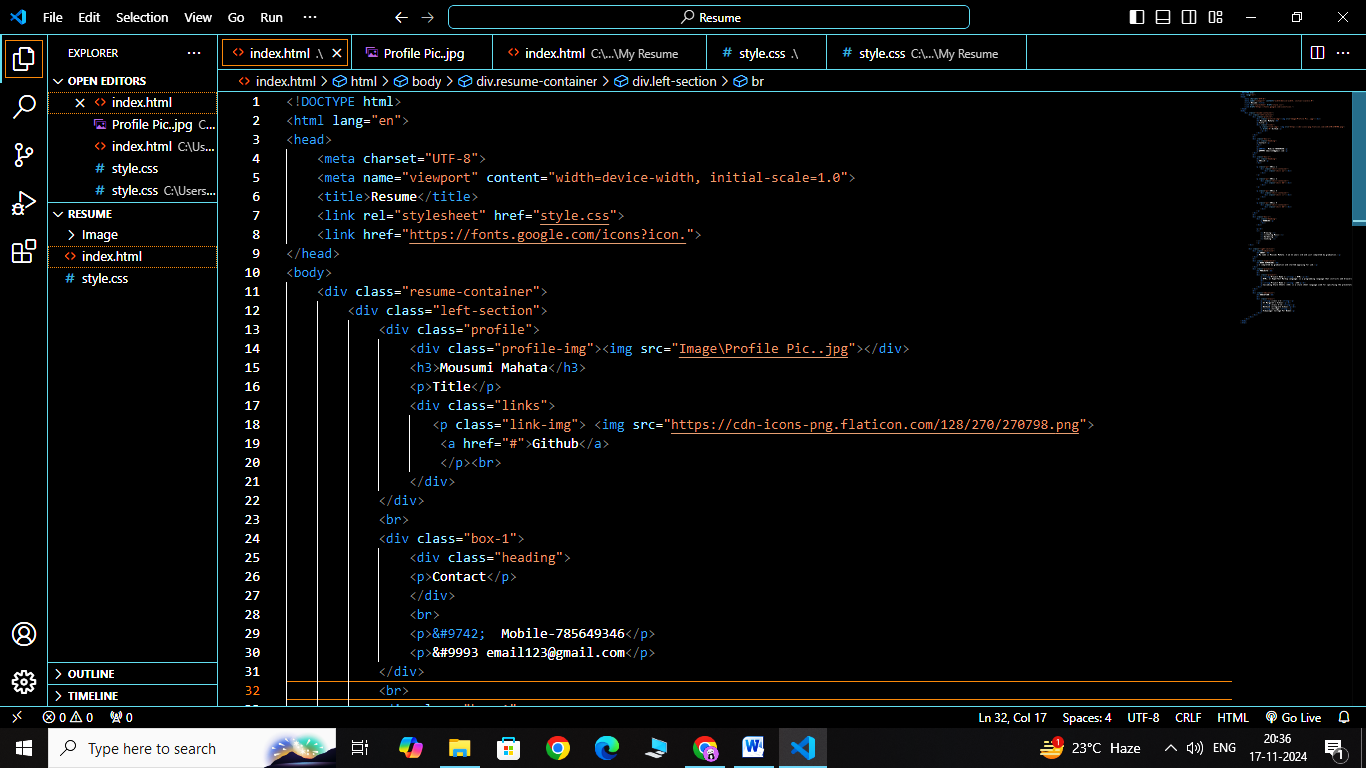 File Edit Selection View Go Run ··· ← → Resume
EXPLORER ···
OPEN EDITORS
index.html
Profile Pic..jpg C...
index.html C:\Us...
style.css
style.css C:\Users...
RESUME
Image
index.html
style.css
OUTLINE
TIMELINE
index.html .\ Profile Pic..jpg index.html C:\...\My Resume style.css .\ style.css C:\...\My Resume
index.html > html > body > div.resume-container > div.left-section > br
1 <!DOCTYPE html>
2 <html lang="en">
3 <head>
4 <meta charset="UTF-8">
5 <meta name="viewport" content="width=device-width, initial-scale=1.0">
6 <title>Resume</title>
7 <link rel="stylesheet" href="style.css">
8 <link href="https://fonts.google.com/icons?icon.">
9 </head>
10 <body>
11 <div class="resume-container">
12 <div class="left-section">
13 <div class="profile">
14 <div class="profile-img"><img src="Image\Profile Pic..jpg"></div>
15 <h3>Mousumi Mahata</h3>
16 <p>Title</p>
17 <div class="links">
18 <p class="link-img"> <img src="https://cdn-icons-png.flaticon.com/128/270/270798.png">
19 <a href="#">Github</a>
20 </p><br>
21 </div>
22 </div>
23 <br>
24 <div class="box-1">
25 <div class="heading">
26 <p>Contact</p>
27 </div>
28 <br>
29 <p>&#9742;  Mobile-785649346</p>
30 <p>&#9993 email123@gmail.com</p>
31 </div>
32 <br>
0 0 0 Ln 32, Col 17 Spaces: 4 UTF-8 CRLF HTML Go Live
Type here to search 1 23°C Haze ENG 20:36
17-11-2024 1